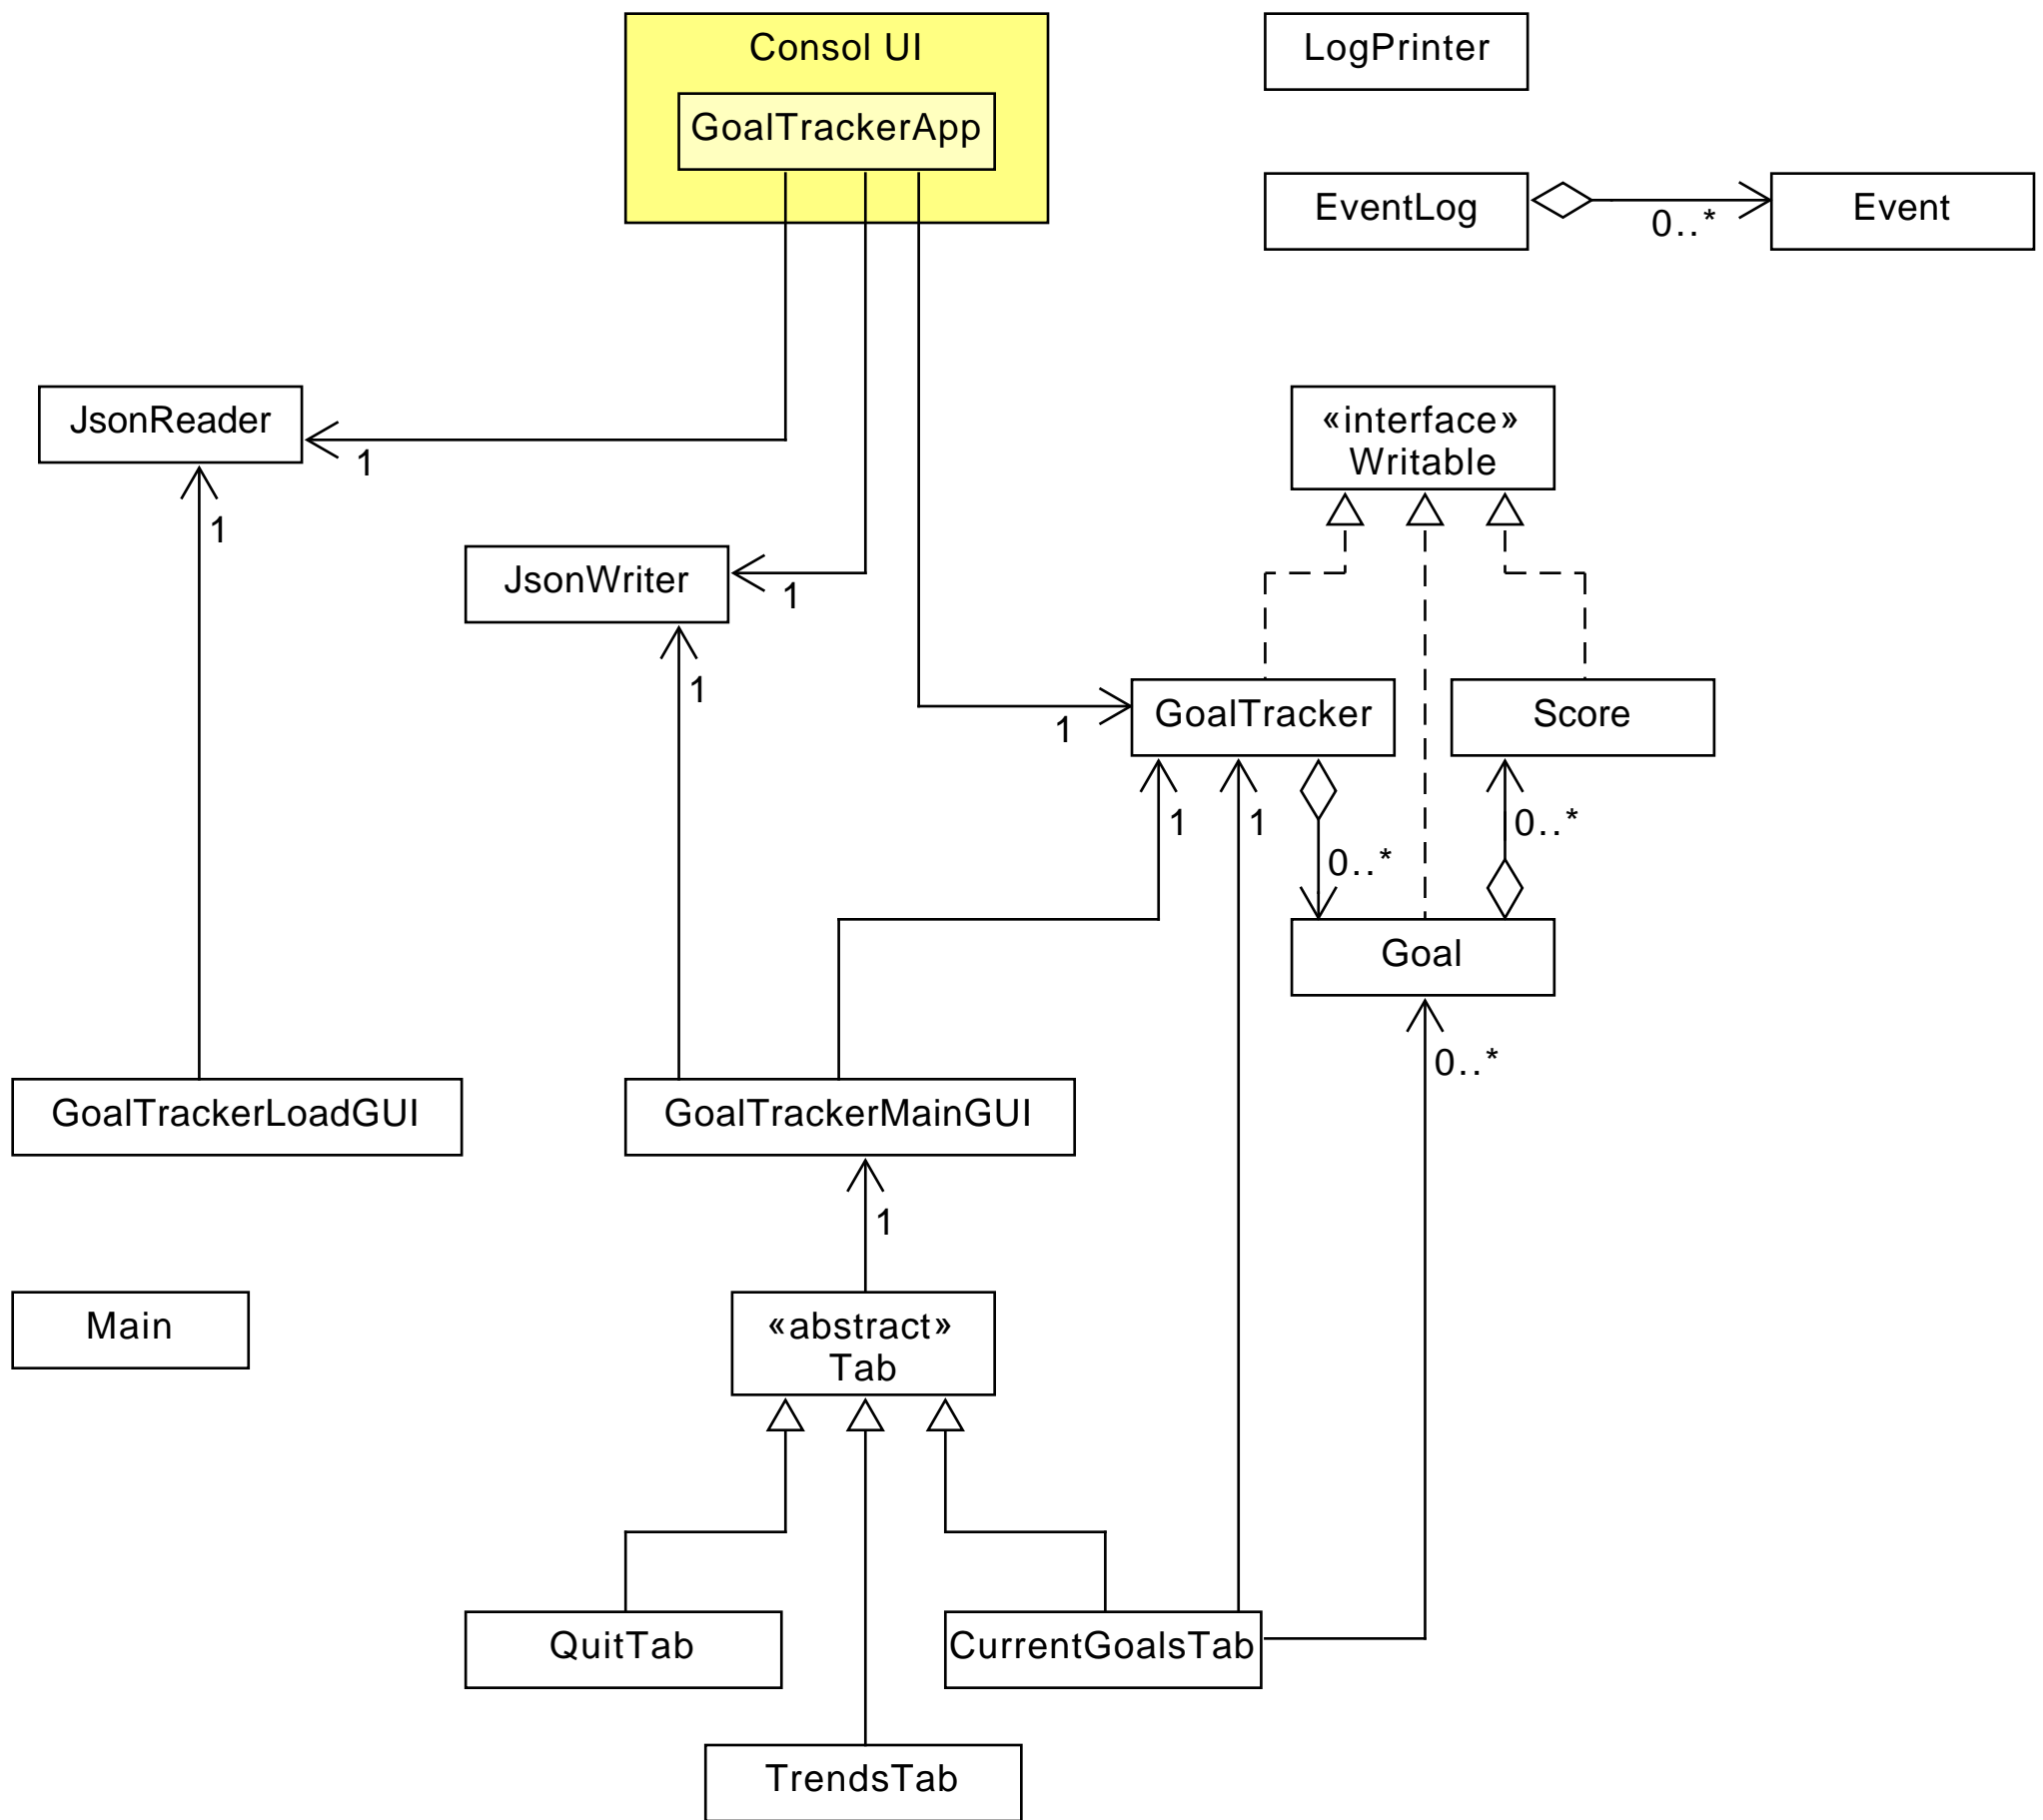 Consol UI
LogPrinter
GoalTrackerApp
EventLog
0..*
Event
JsonReader
1
«interface»
Writable
1
JsonWriter
1
1
GoalTracker
1
Score
1
1
0..*
0..*
Goal
0..*
GoalTrackerLoadGUI
GoalTrackerMainGUI
1
Main
«abstract»
Tab
QuitTab
CurrentGoalsTab
TrendsTab